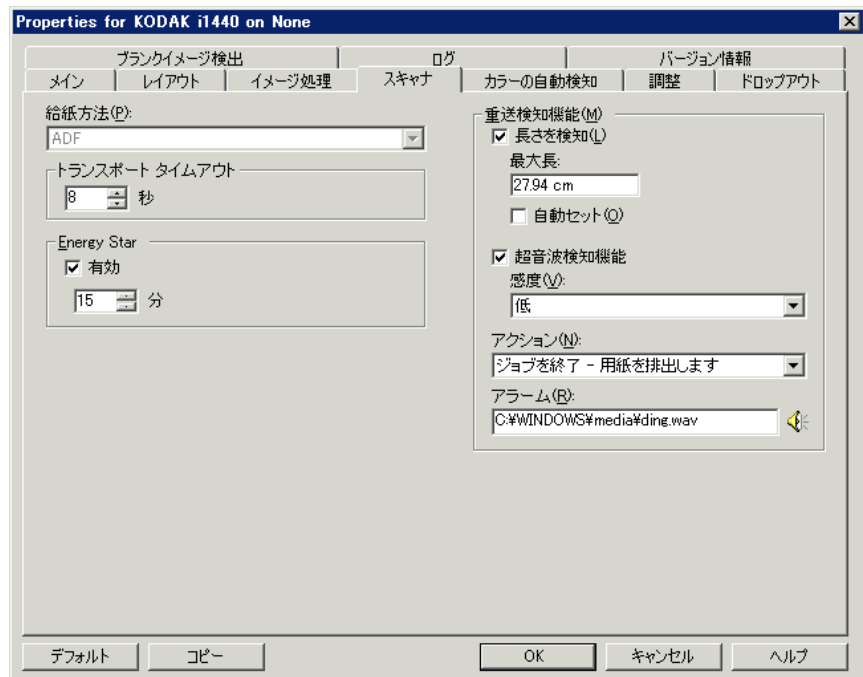 Properties for KODAK i1440 on None
ブランクイメージ検出 ログ バージョン情報
メイン レイアウト イメージ処理 スキャナ カラーの自動検知 調整 ドロップアウト
給紙方法(P):
ADF
トランスポート タイムアウト
8 秒
Energy Star
有効
15 分
重送検知機能(M)
長さを検知(L)
最大長:
27.94 cm
自動セット(O)
超音波検知機能
感度(V):
低
アクション(N):
ジョブを終了 - 用紙を排出します
アラーム(R):
C:¥WINDOWS¥media¥ding.wav
デフォルト コピー OK キャンセル ヘルプ